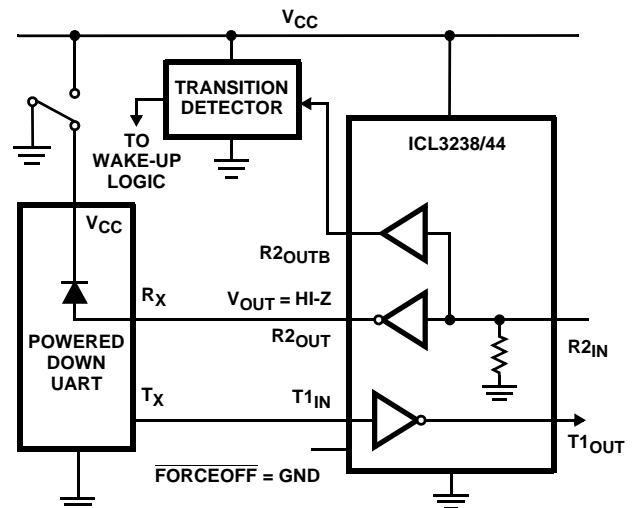 VCC
TRANSITION
DETECTOR
TO
WAKE-UP
LOGIC
ICL3238/44
VCC
R2OUTB
RX
VOUT = HI-Z
R2OUT
R2IN
POWERED
DOWN
UART
TX
T1IN
T1OUT
FORCEOFF = GND